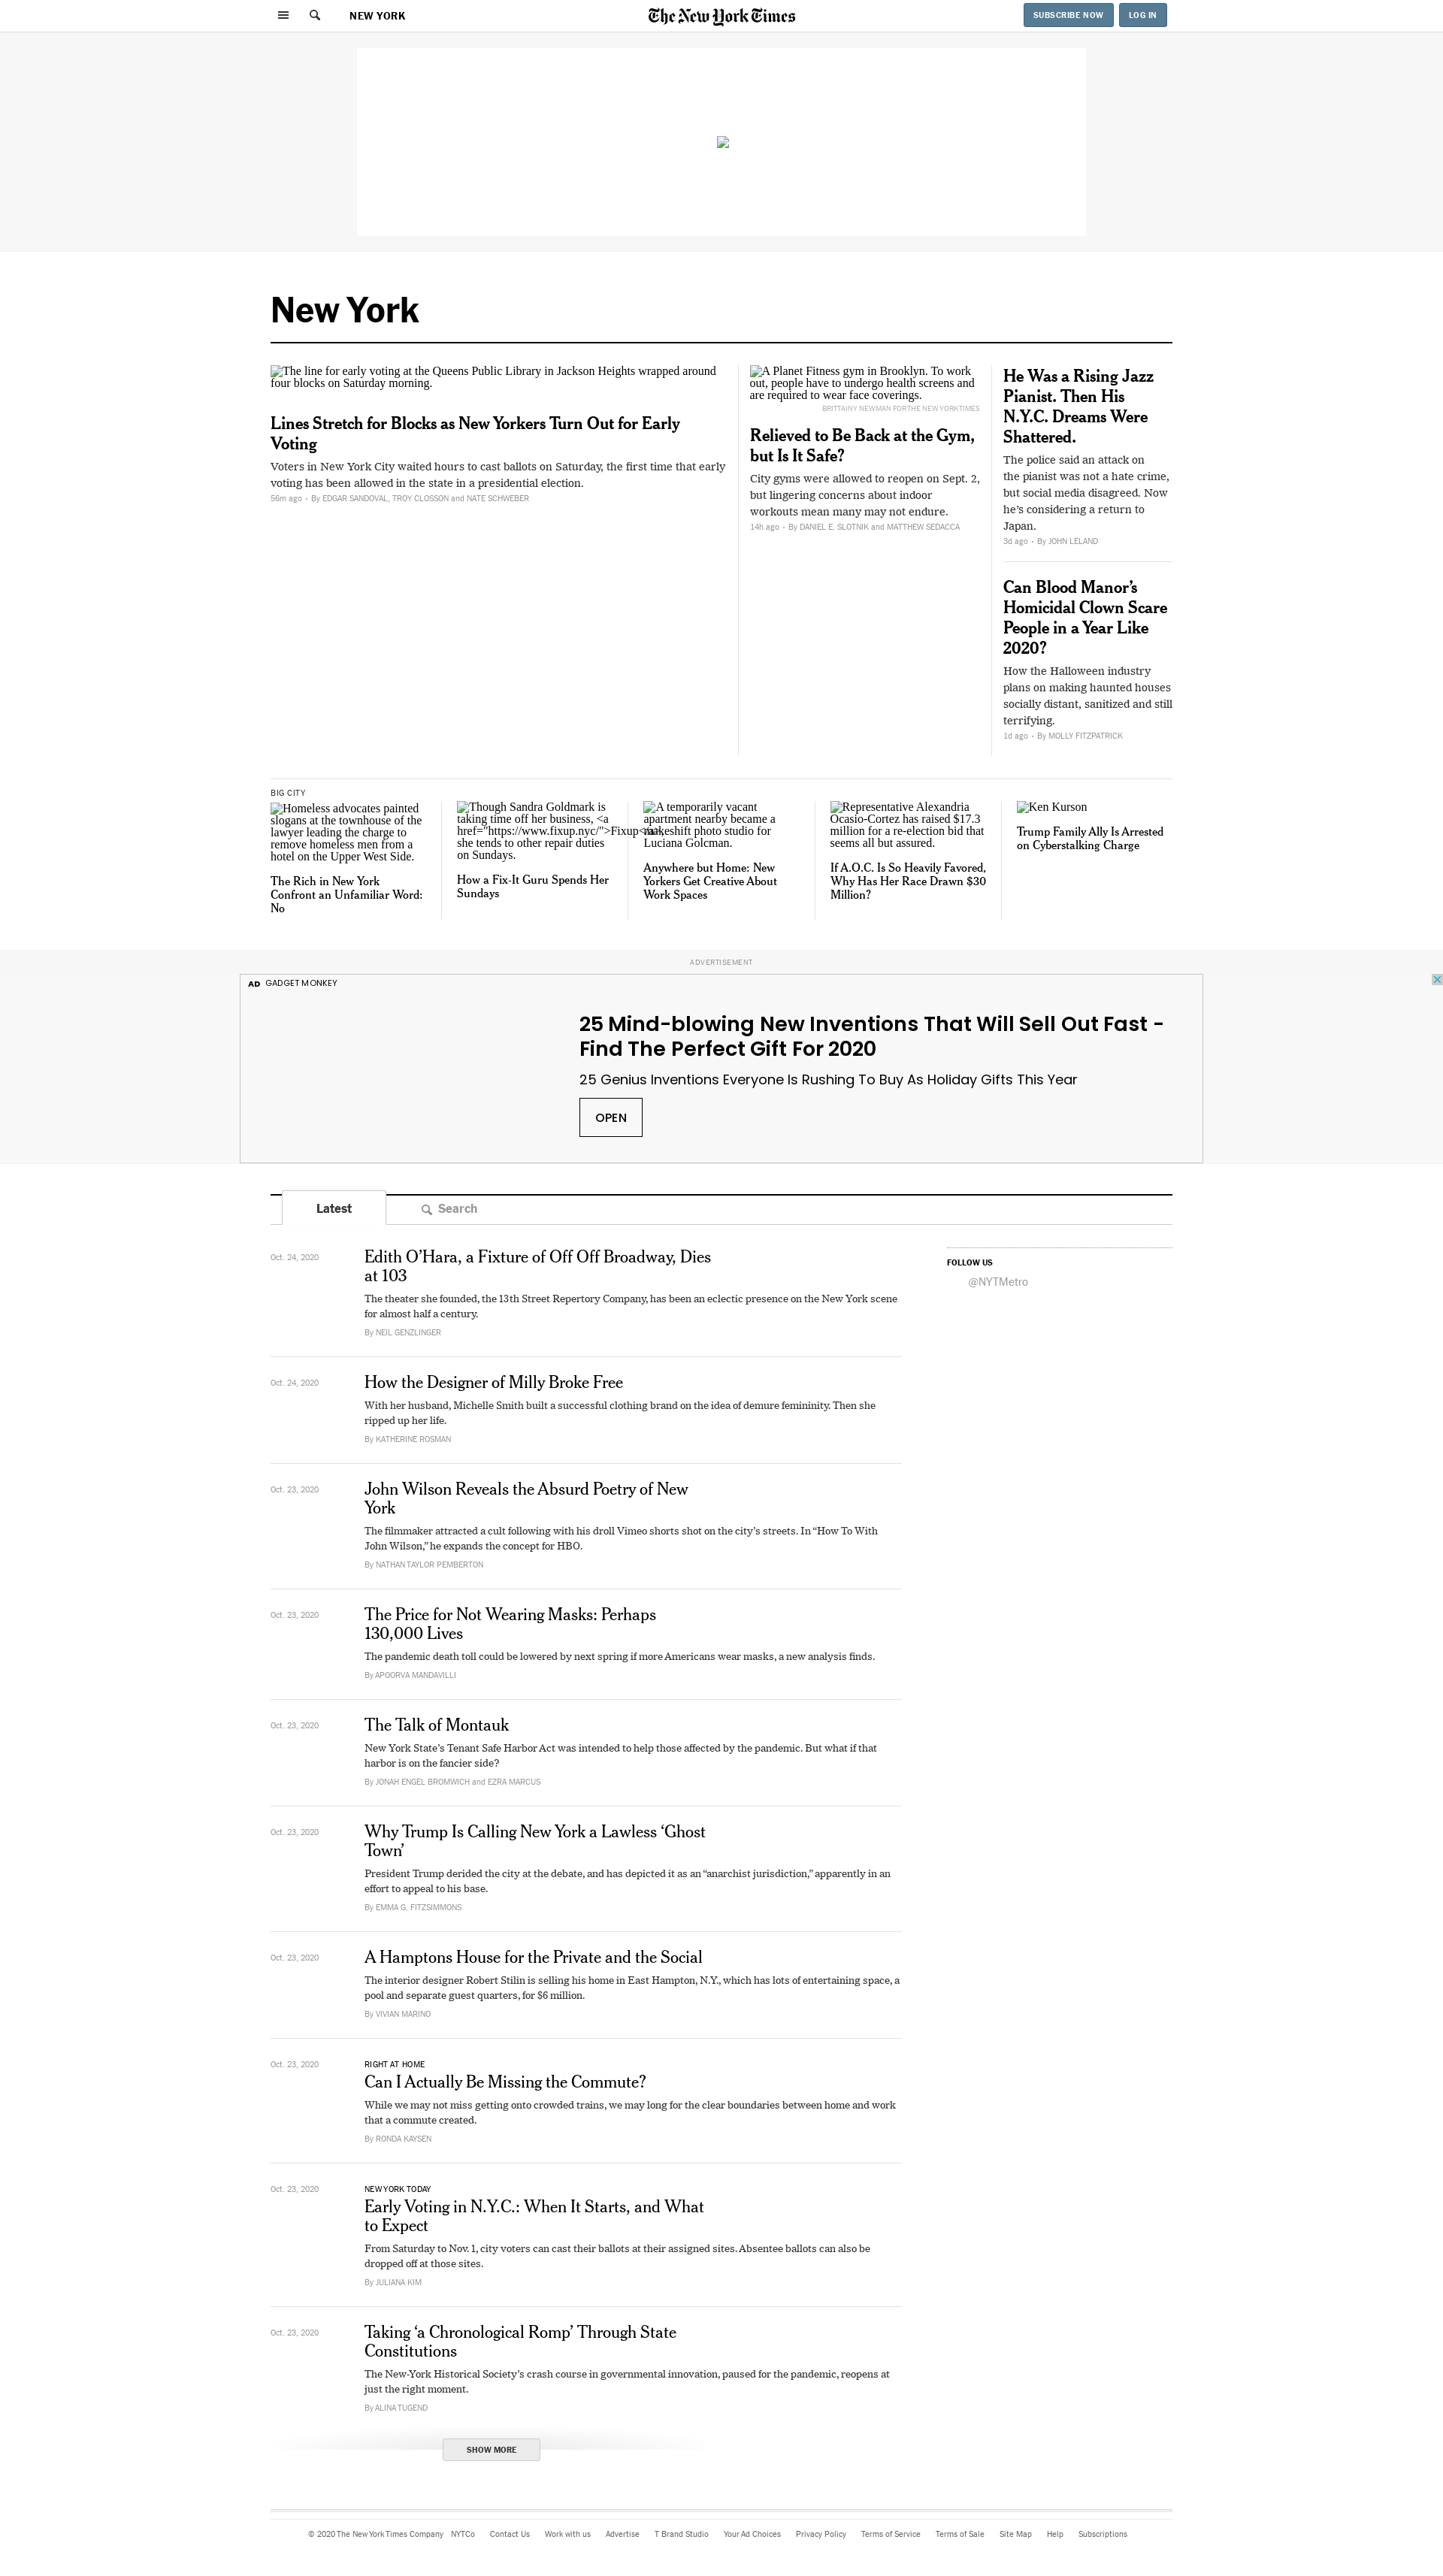 NEW YORK
The New York Times
SUBSCRIBE NOW
LOG IN
New York
The line for early voting at the Queens Public Library in Jackson Heights wrapped around
four blocks on Saturday morning.
Lines Stretch for Blocks as New Yorkers Turn Out for Early
Voting
Voters in New York City waited hours to cast ballots on Saturday, the first time that early
voting has been allowed in the state in a presidential election.
56m ago • By EDGAR SANDOVAL, TROY CLOSSON and NATE SCHWEBER
A Planet Fitness gym in Brooklyn. To work
out, people have to undergo health screens and
are required to wear face coverings.
BRITTAINY NEWMAN FOR THE NEW YORK TIMES
Relieved to Be Back at the Gym,
but Is It Safe?
City gyms were allowed to reopen on Sept. 2,
but lingering concerns about indoor
workouts mean many may not endure.
14h ago • By DANIEL E. SLOTNIK and MATTHEW SEDACCA
He Was a Rising Jazz
Pianist. Then His
N.Y.C. Dreams Were
Shattered.
The police said an attack on
the pianist was not a hate crime,
but social media disagreed. Now
he’s considering a return to
Japan.
3d ago • By JOHN LELAND
Can Blood Manor’s
Homicidal Clown Scare
People in a Year Like
2020?
How the Halloween industry
plans on making haunted houses
socially distant, sanitized and still
terrifying.
1d ago • By MOLLY FITZPATRICK
BIG CITY
Homeless advocates painted
slogans at the townhouse of the
lawyer leading the charge to
remove homeless men from a
hotel on the Upper West Side.
The Rich in New York
Confront an Unfamiliar Word:
No
Though Sandra Goldmark is
taking time off her business, <a
href="https://www.fixup.nyc/">Fixup</a>,
she tends to other repair duties
on Sundays.
How a Fix-It Guru Spends Her
Sundays
A temporarily vacant
apartment nearby became a
makeshift photo studio for
Luciana Golcman.
Anywhere but Home: New
Yorkers Get Creative About
Work Spaces
Representative Alexandria
Ocasio-Cortez has raised $17.3
million for a re-election bid that
seems all but assured.
If A.O.C. Is So Heavily Favored,
Why Has Her Race Drawn $30
Million?
Ken Kurson
Trump Family Ally Is Arrested
on Cyberstalking Charge
ADVERTISEMENT
AD GADGET MONKEY
25 Mind-blowing New Inventions That Will Sell Out Fast -
Find The Perfect Gift For 2020
25 Genius Inventions Everyone Is Rushing To Buy As Holiday Gifts This Year
OPEN
Latest
Search
Oct. 24, 2020
Edith O’Hara, a Fixture of Off Off Broadway, Dies
at 103
The theater she founded, the 13th Street Repertory Company, has been an eclectic presence on the New York scene
for almost half a century.
By NEIL GENZLINGER
FOLLOW US
@NYTMetro
Oct. 24, 2020
How the Designer of Milly Broke Free
With her husband, Michelle Smith built a successful clothing brand on the idea of demure femininity. Then she
ripped up her life.
By KATHERINE ROSMAN
Oct. 23, 2020
John Wilson Reveals the Absurd Poetry of New
York
The filmmaker attracted a cult following with his droll Vimeo shorts shot on the city’s streets. In “How To With
John Wilson,” he expands the concept for HBO.
By NATHAN TAYLOR PEMBERTON
Oct. 23, 2020
The Price for Not Wearing Masks: Perhaps
130,000 Lives
The pandemic death toll could be lowered by next spring if more Americans wear masks, a new analysis finds.
By APOORVA MANDAVILLI
Oct. 23, 2020
The Talk of Montauk
New York State’s Tenant Safe Harbor Act was intended to help those affected by the pandemic. But what if that
harbor is on the fancier side?
By JONAH ENGEL BROMWICH and EZRA MARCUS
Oct. 23, 2020
Why Trump Is Calling New York a Lawless ‘Ghost
Town’
President Trump derided the city at the debate, and has depicted it as an “anarchist jurisdiction,” apparently in an
effort to appeal to his base.
By EMMA G. FITZSIMMONS
Oct. 23, 2020
A Hamptons House for the Private and the Social
The interior designer Robert Stilin is selling his home in East Hampton, N.Y., which has lots of entertaining space, a
pool and separate guest quarters, for $6 million.
By VIVIAN MARINO
Oct. 23, 2020
RIGHT AT HOME
Can I Actually Be Missing the Commute?
While we may not miss getting onto crowded trains, we may long for the clear boundaries between home and work
that a commute created.
By RONDA KAYSEN
Oct. 23, 2020
NEW YORK TODAY
Early Voting in N.Y.C.: When It Starts, and What
to Expect
From Saturday to Nov. 1, city voters can cast their ballots at their assigned sites. Absentee ballots can also be
dropped off at those sites.
By JULIANA KIM
Oct. 23, 2020
Taking ‘a Chronological Romp’ Through State
Constitutions
The New-York Historical Society’s crash course in governmental innovation, paused for the pandemic, reopens at
just the right moment.
By ALINA TUGEND
SHOW MORE
© 2020 The New York Times Company NYTCo Contact Us Work with us Advertise T Brand Studio Your Ad Choices Privacy Policy Terms of Service Terms of Sale Site Map Help Subscriptions